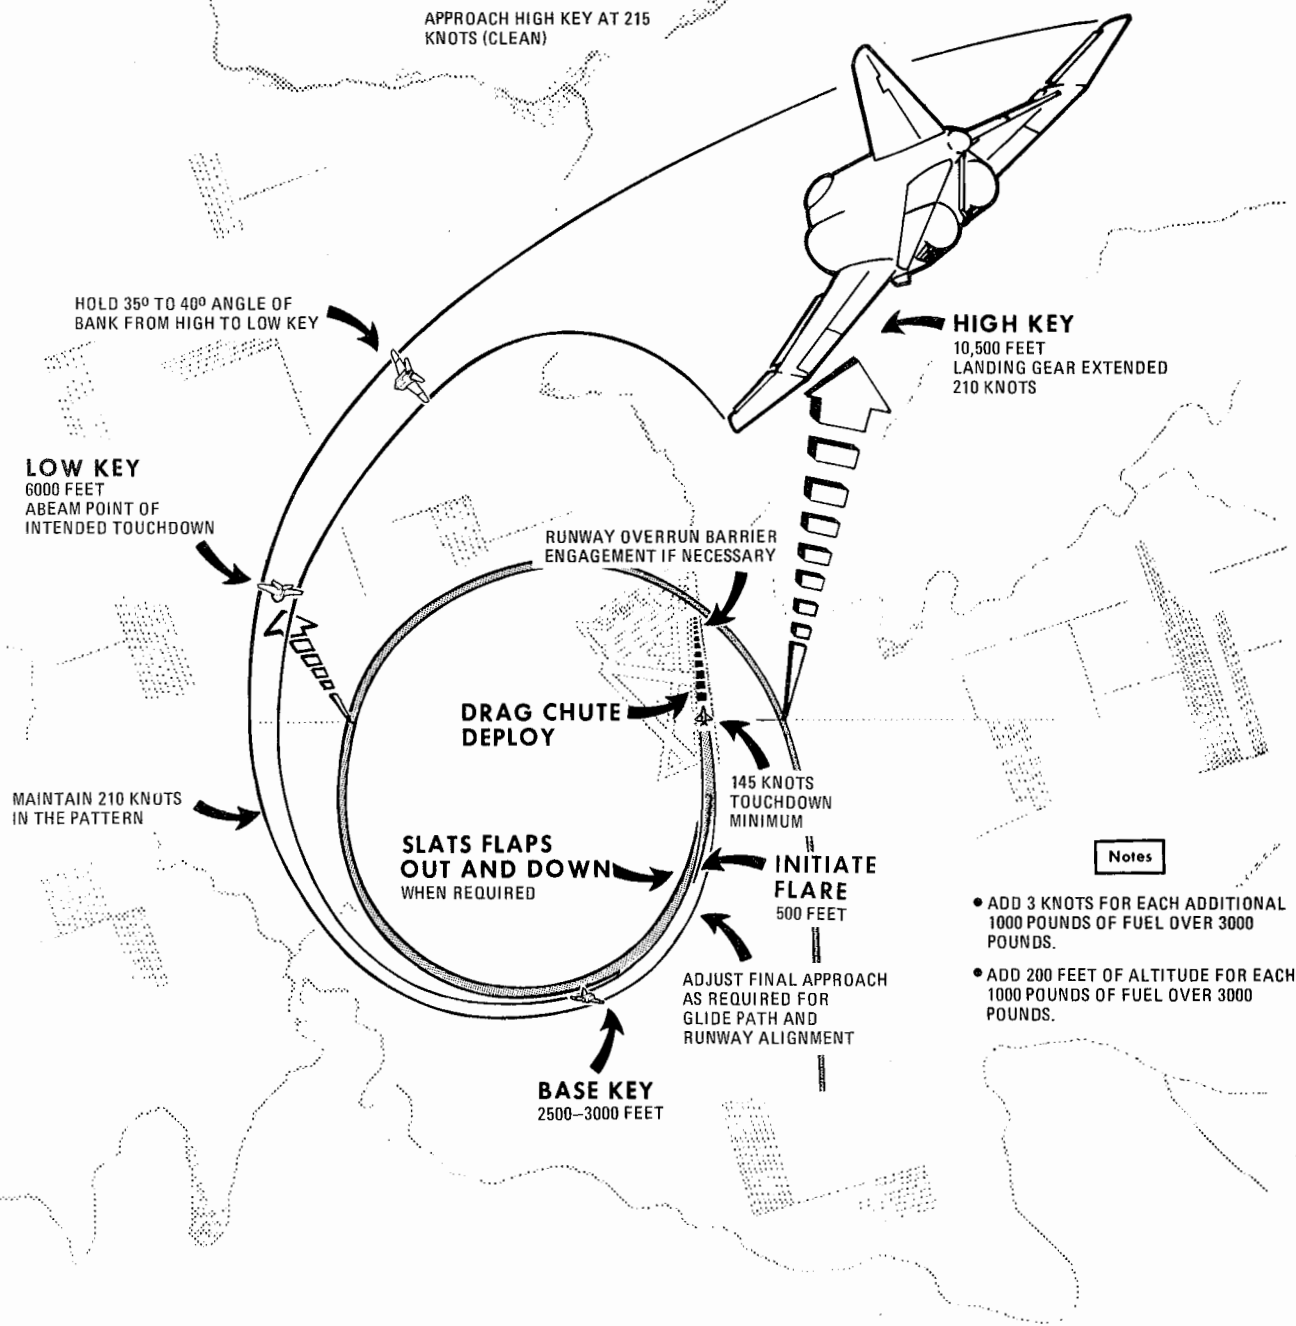 APPROACH HIGH KEY AT 215
KNOTS (CLEAN)
HOLD 35º TO 40º ANGLE OF
BANK FROM HIGH TO LOW KEY
HIGH KEY
10,500 FEET
LANDING GEAR EXTENDED
210 KNOTS
LOW KEY
6000 FEET
ABEAM POINT OF
INTENDED TOUCHDOWN
RUNWAY OVERRUN BARRIER
ENGAGEMENT IF NECESSARY
DRAG CHUTE
DEPLOY
145 KNOTS
TOUCHDOWN
MINIMUM
MAINTAIN 210 KNOTS
IN THE PATTERN
SLATS FLAPS
OUT AND DOWN
WHEN REQUIRED
INITIATE
FLARE
500 FEET
ADJUST FINAL APPROACH
AS REQUIRED FOR
GLIDE PATH AND
RUNWAY ALIGNMENT
BASE KEY
2500–3000 FEET
Notes
● ADD 3 KNOTS FOR EACH ADDITIONAL
1000 POUNDS OF FUEL OVER 3000
POUNDS.
● ADD 200 FEET OF ALTITUDE FOR EACH
1000 POUNDS OF FUEL OVER 3000
POUNDS.